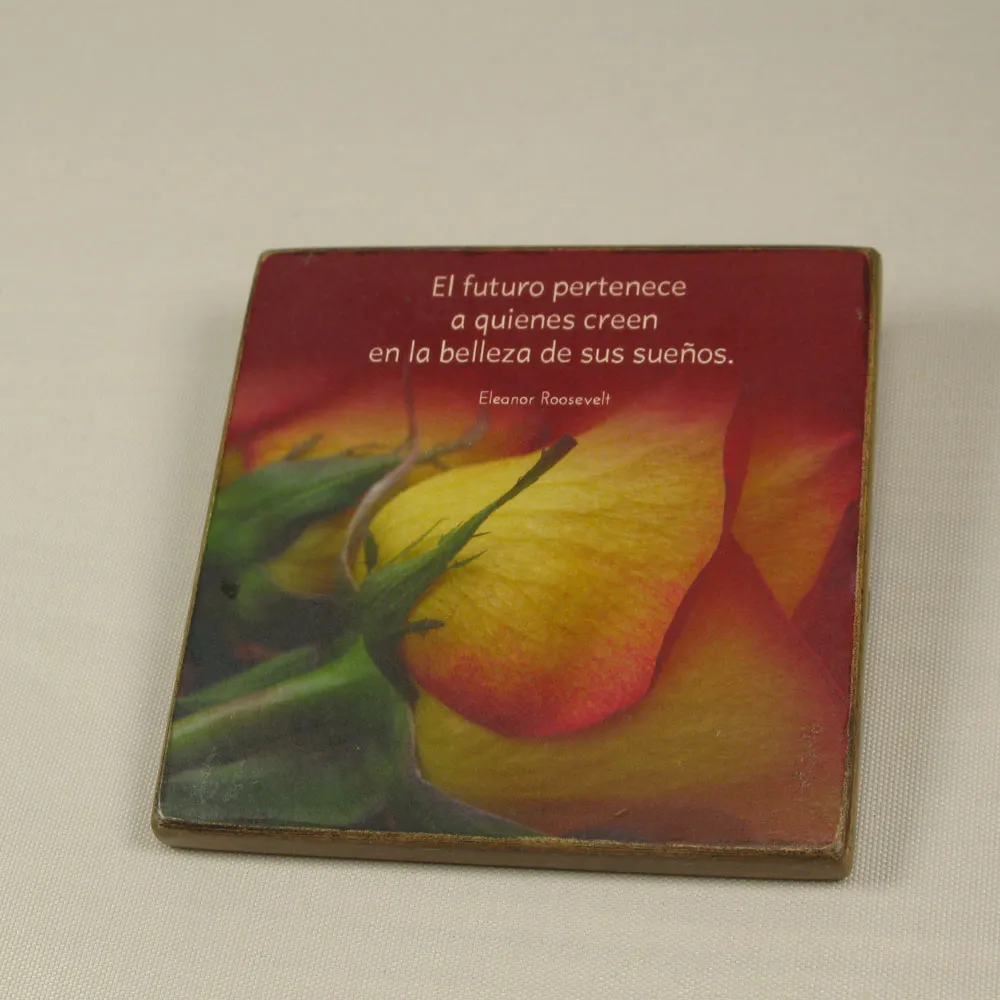 El futuro pertenece
a quienes creen
en la belleza de sus sueños.
Eleanor Roosevelt